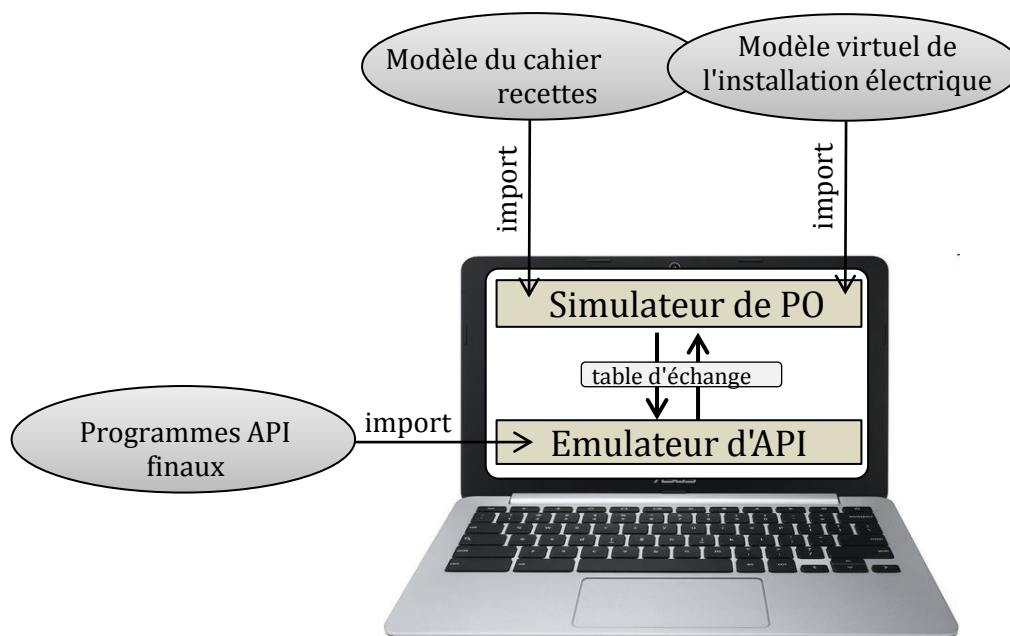 Modèle du cahier
recettes
Modèle virtuel de
l'installation électrique
import
import
Simulateur de PO
table d'échange
Programmes API
finaux
import
Emulateur d'API